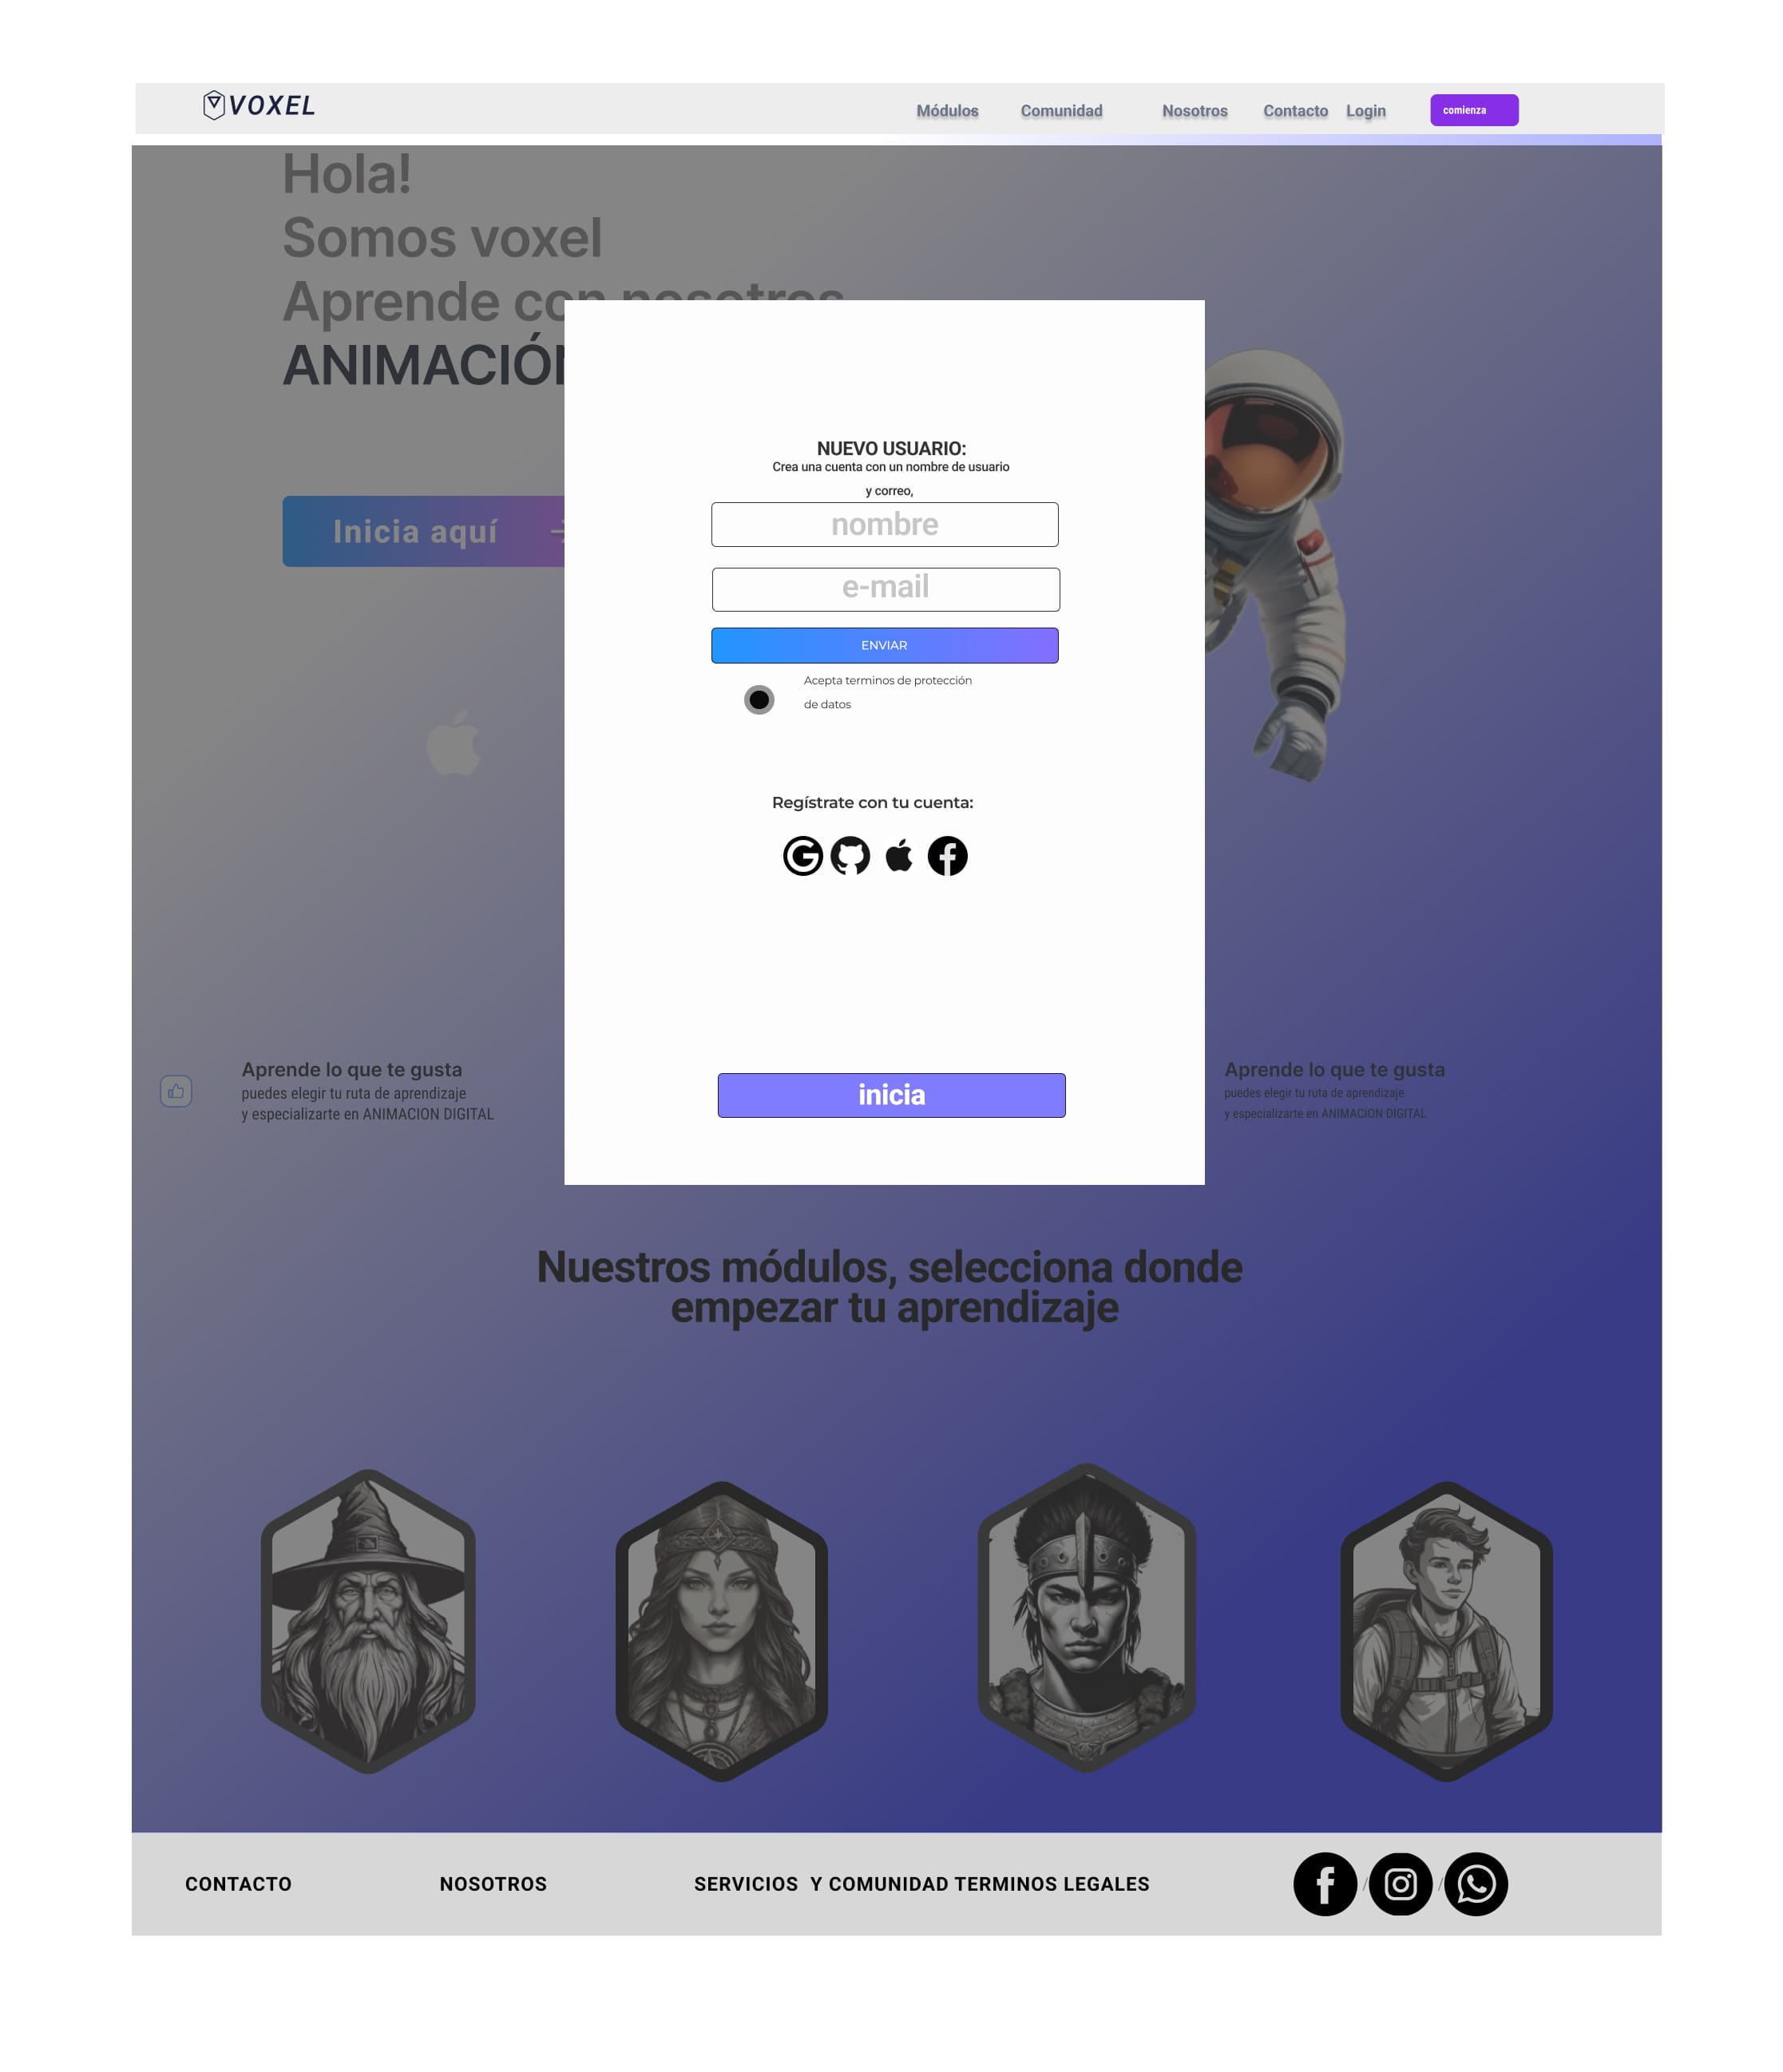 VOXEL
Módulos Comunidad Nosotros Contacto Login comienza
Hola!
Somos voxel
Aprende con nosotros
ANIMACIÓN
Inicia aquí
NUEVO USUARIO:
Crea una cuenta con un nombre de usuario
y correo,
nombre
e-mail
ENVIAR
Acepta terminos de protección
de datos
Regístrate con tu cuenta:
inicia
Aprende lo que te gusta
puedes elegir tu ruta de aprendizaje
y especializarte en ANIMACION DIGITAL
Aprende lo que te gusta
puedes elegir tu ruta de aprendizaje
y especializarte en ANIMACION DIGITAL
Nuestros módulos, selecciona donde
empezar tu aprendizaje
CONTACTO NOSOTROS SERVICIOS Y COMUNIDAD TERMINOS LEGALES / /